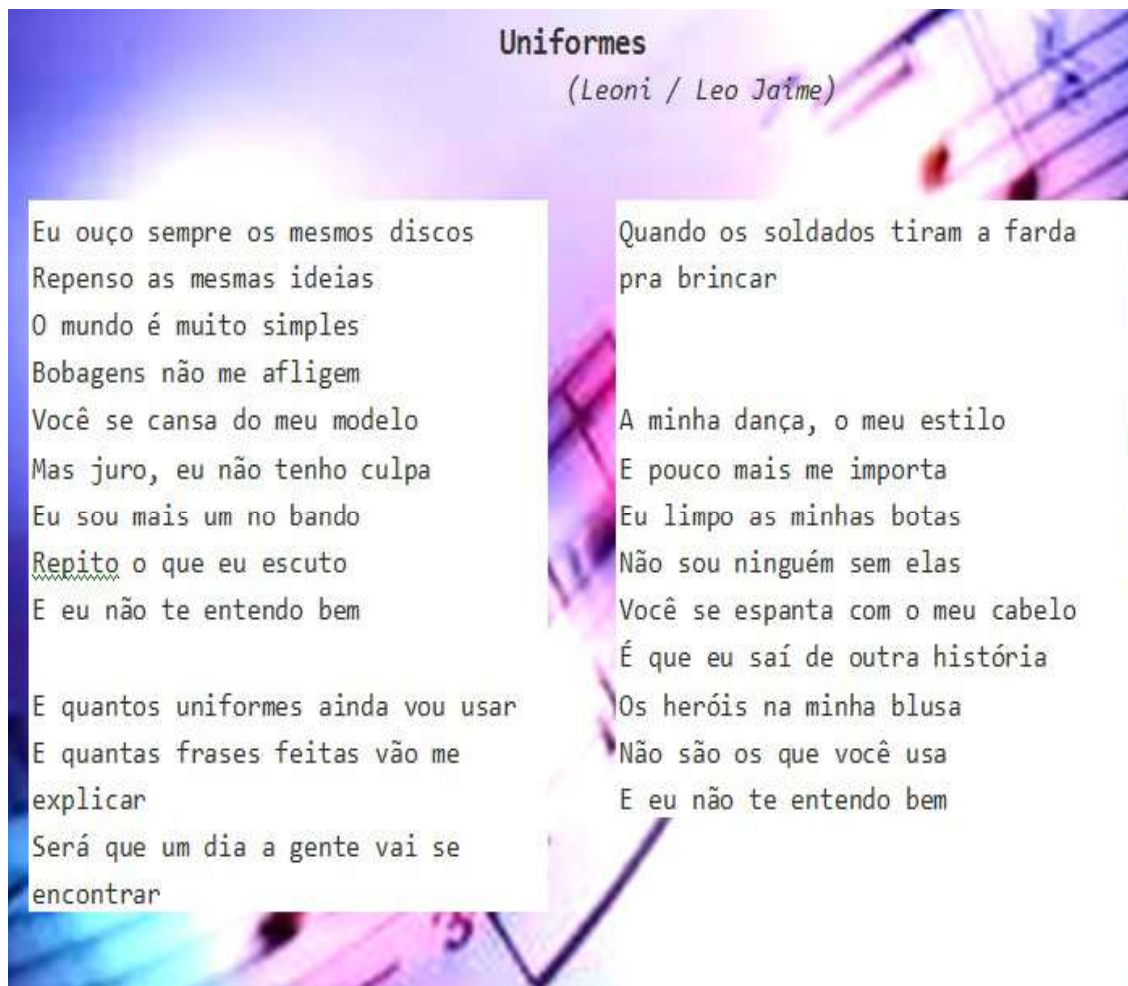 Uniformes
(Leoni / Leo Jaime)
Eu ouço sempre os mesmos discos
Repenso as mesmas ideias
O mundo é muito simples
Bobagens não me afligem
Você se cansa do meu modelo
Mas juro, eu não tenho culpa
Eu sou mais um no bando
Repito o que eu escuto
E eu não te entendo bem
E quantos uniformes ainda vou usar
E quantas frases feitas vão me
explicar
Será que um dia a gente vai se
encontrar
Quando os soldados tiram a farda
pra brincar
A minha dança, o meu estilo
E pouco mais me importa
Eu limpo as minhas botas
Não sou ninguém sem elas
Você se espanta com o meu cabelo
É que eu saí de outra história
Os heróis na minha blusa
Não são os que você usa
E eu não te entendo bem